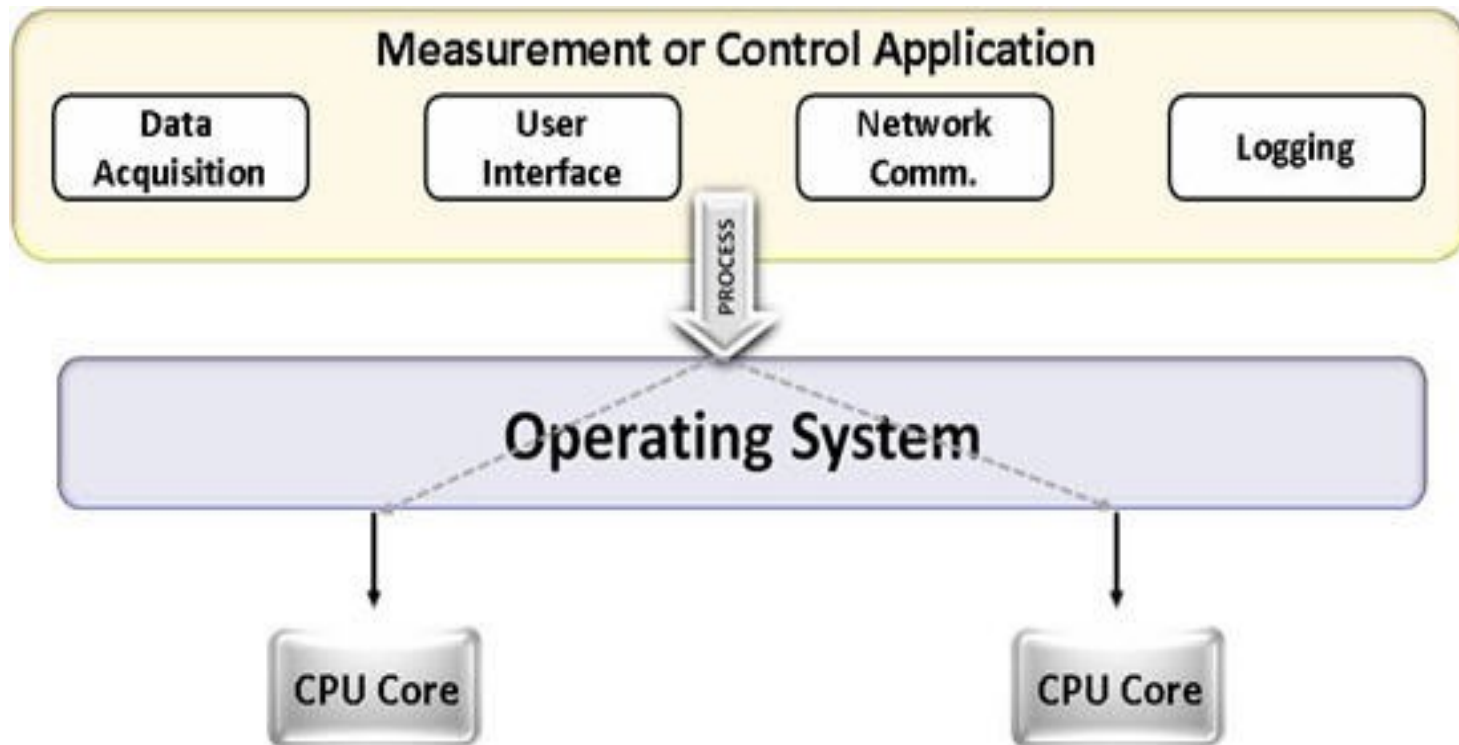 Measurement or Control Application
Data
Acquisition
User
Interface
Network
Comm.
Logging
PROCESS
Operating System
CPU Core
CPU Core